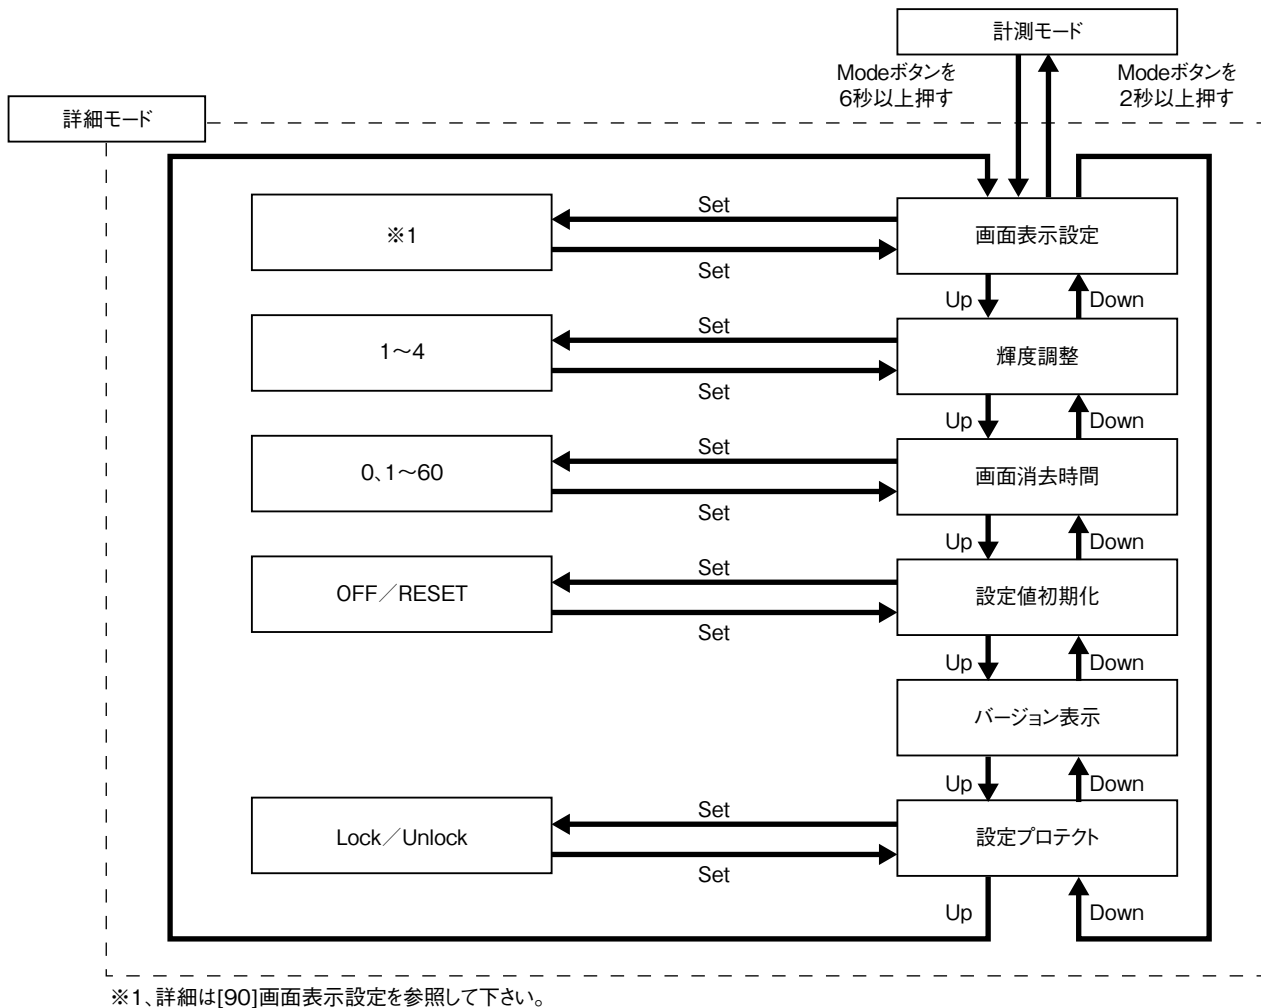 計測モード
Modeボタンを
6秒以上押す
Modeボタンを
2秒以上押す
詳細モード
※1
Set
Set
画面表示設定
Up
Down
1～4
Set
Set
輝度調整
Up
Down
0、1～60
Set
Set
画面消去時間
Up
Down
OFF／RESET
Set
Set
設定値初期化
Up
Down
バージョン表示
Up
Down
Lock／Unlock
Set
Set
設定プロテクト
Up
Down
※1、詳細は[90]画面表示設定を参照して下さい。